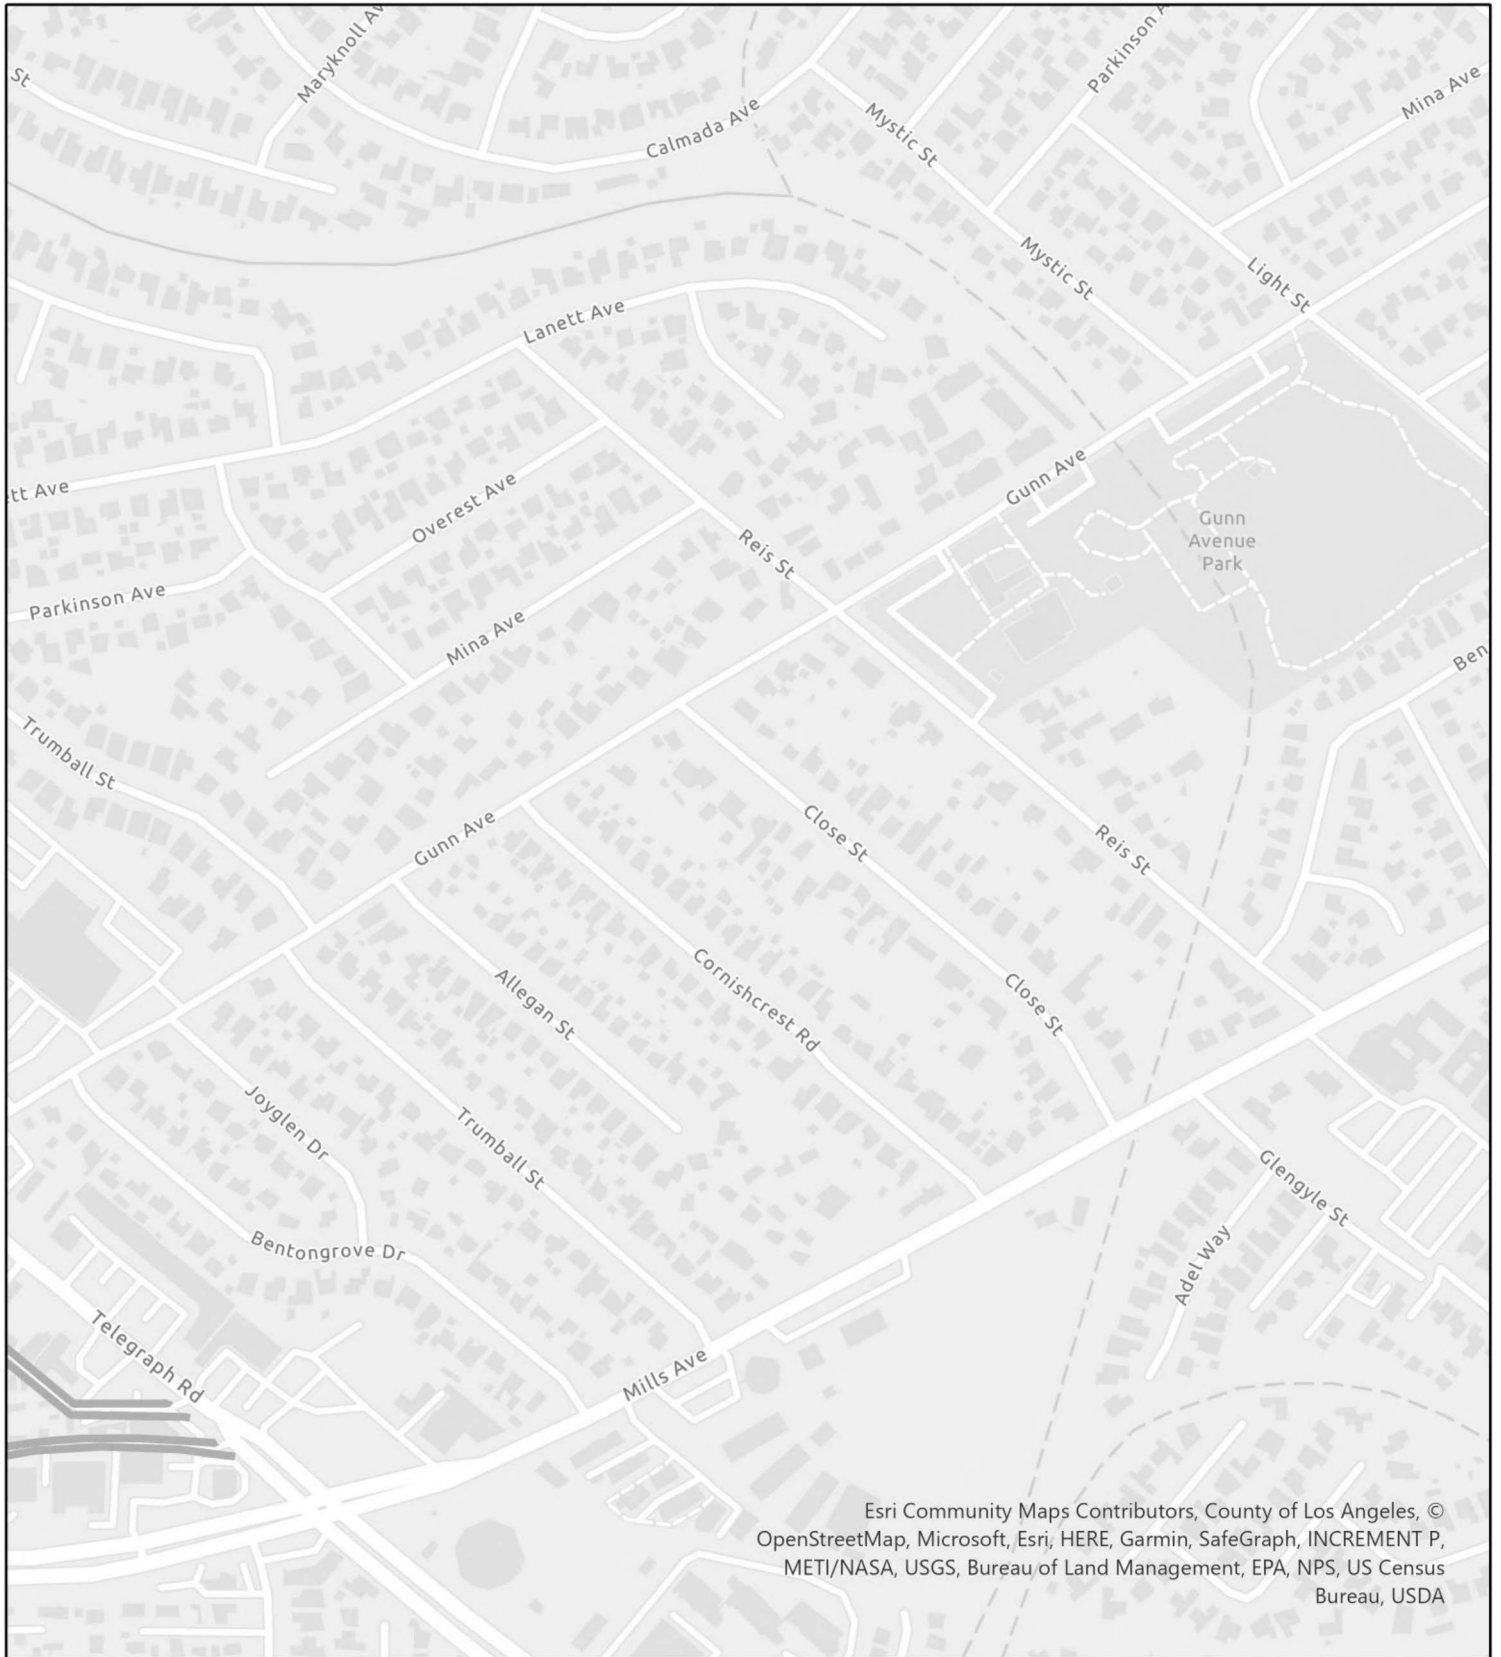 Maryknoll Av
Parkinson A
St
Mina Ave
Calmada Ave
Mystic St
Mystic St
Light St
Lanett Ave
Gunn Ave
tt Ave
Overest Ave
Gunn
Avenue
Park
Reis St
Parkinson Ave
Mina Ave
Ben
Trumball St
Gunn Ave
Close St
Reis St
Allegan St
Cornishcrest Rd
Close St
Joyglen Dr
Trumball St
Glengyle St
Bentongrove Dr
Adel Way
Telegraph Rd
Mills Ave
Esri Community Maps Contributors, County of Los Angeles, ©
OpenStreetMap, Microsoft, Esri, HERE, Garmin, SafeGraph, INCREMENT P,
METI/NASA, USGS, Bureau of Land Management, EPA, NPS, US Census
Bureau, USDA